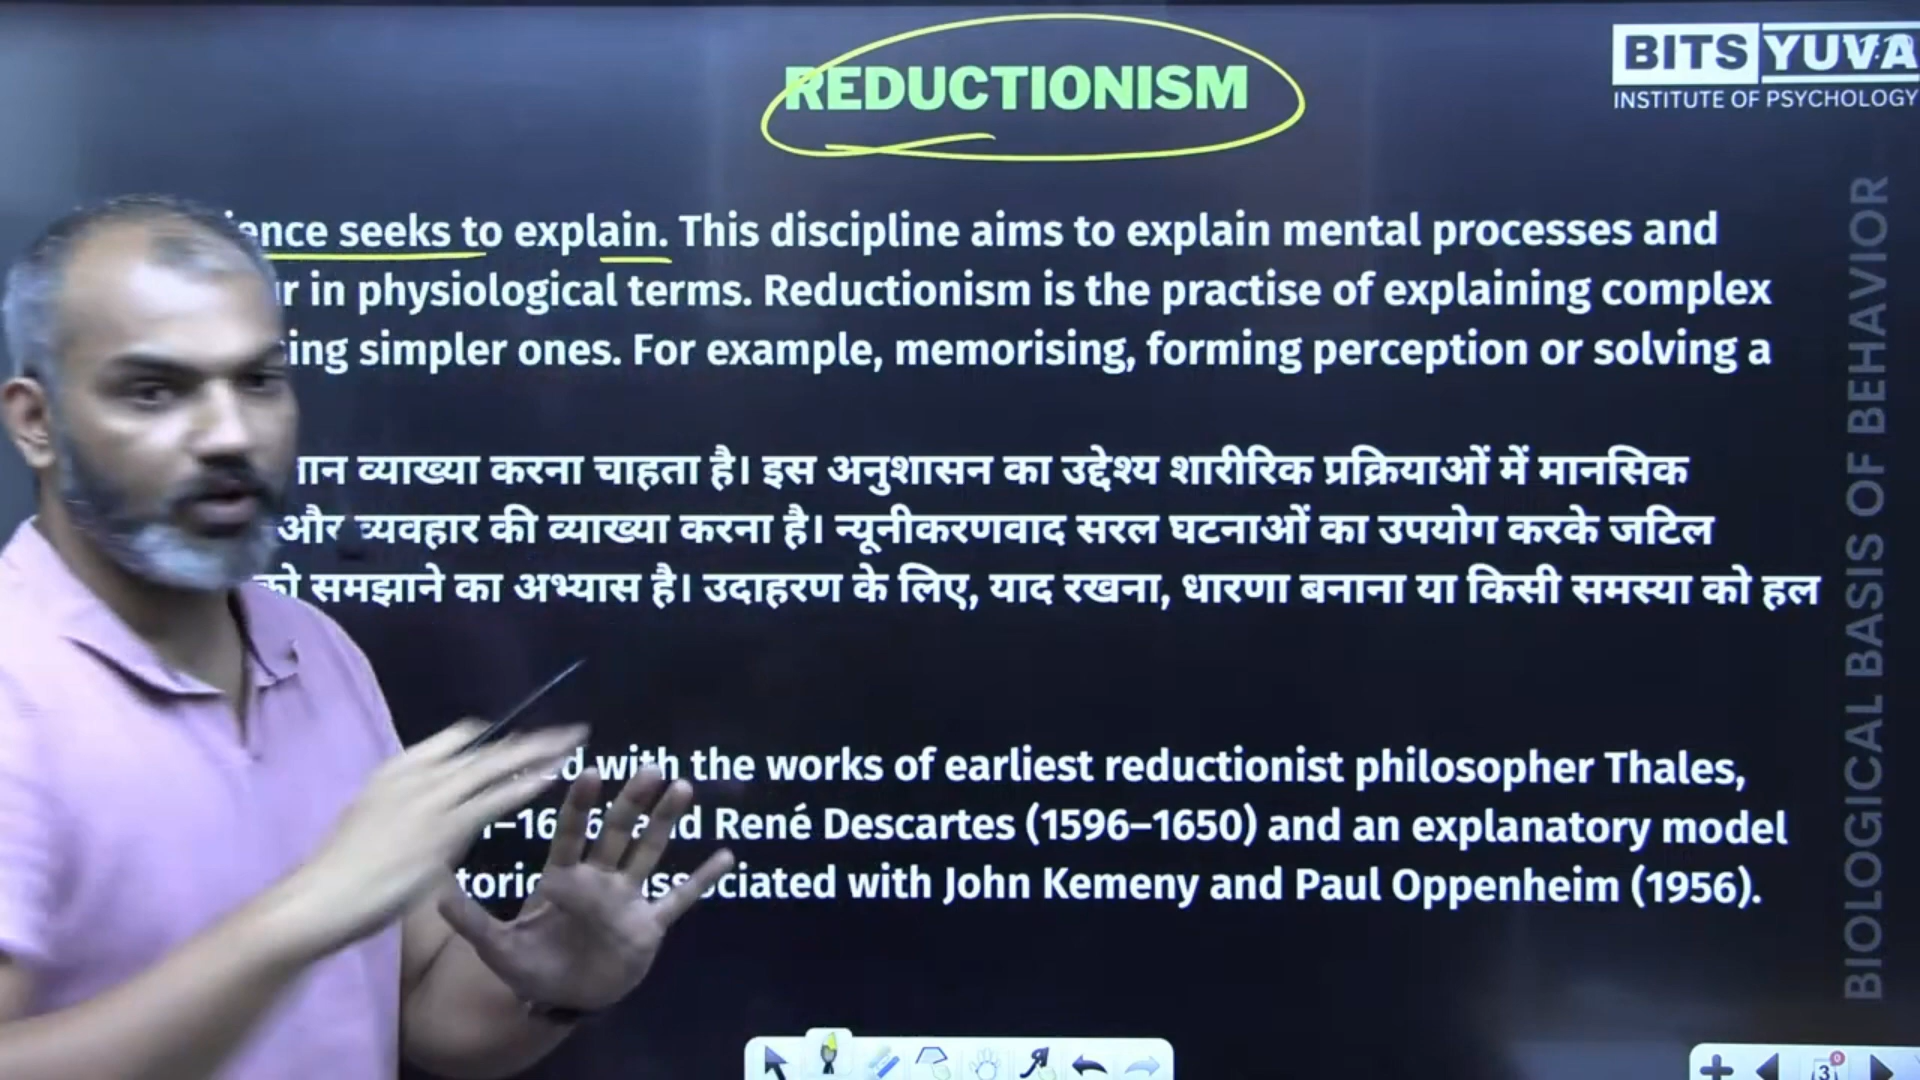 REDUCTIONISM
BITS YUVA
INSTITUTE OF PSYCHOLOGY
seeks to explain. This discipline aims to explain mental processes and
in physiological terms. Reductionism is the practise of explaining complex
simpler ones. For example, memorising, forming perception or solving a
व्याख्या करना चाहता है। इस अनुशासन का उद्देश्य शारीरिक प्रक्रियाओं में मानसिक
और व्यवहार की व्याख्या करना है। न्यूनीकरणवाद सरल घटनाओं का उपयोग करके जटिल
को समझाने का अभ्यास है। उदाहरण के लिए, याद रखना, धारणा बनाना या किसी समस्या को हल
with the works of earliest reductionist philosopher Thales,
René Descartes (1596–1650) and an explanatory model
associated with John Kemeny and Paul Oppenheim (1956).
BIOLOGICAL BASIS OF BEHAVIOR
3
0